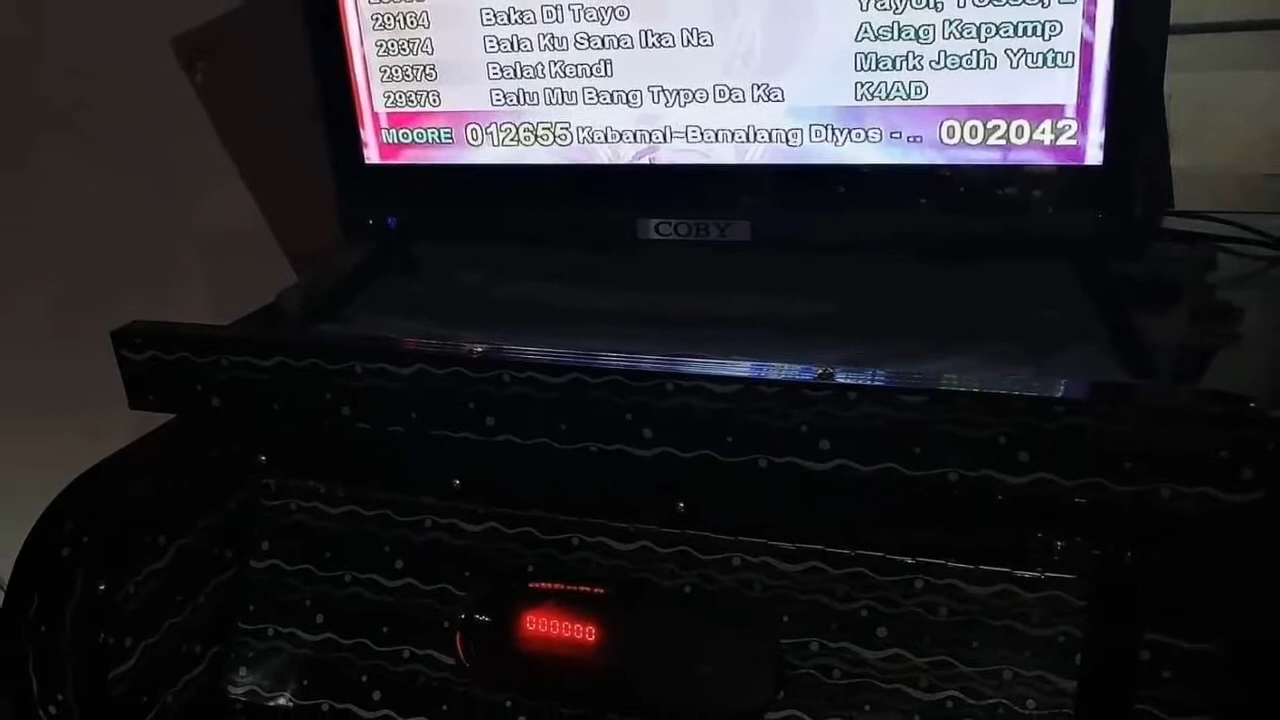 29164 Baka Di Tayo
29374 Bala Ku Sana Ika Na Aslag Kapamp
29375 Balat Kendi Mark Jedh Yutu
29376 Balu Mu Bang Type Da Ka K4AD
MOORE 012655 Kabanal~Banalang Diyos - .. 002042
COBY
000000